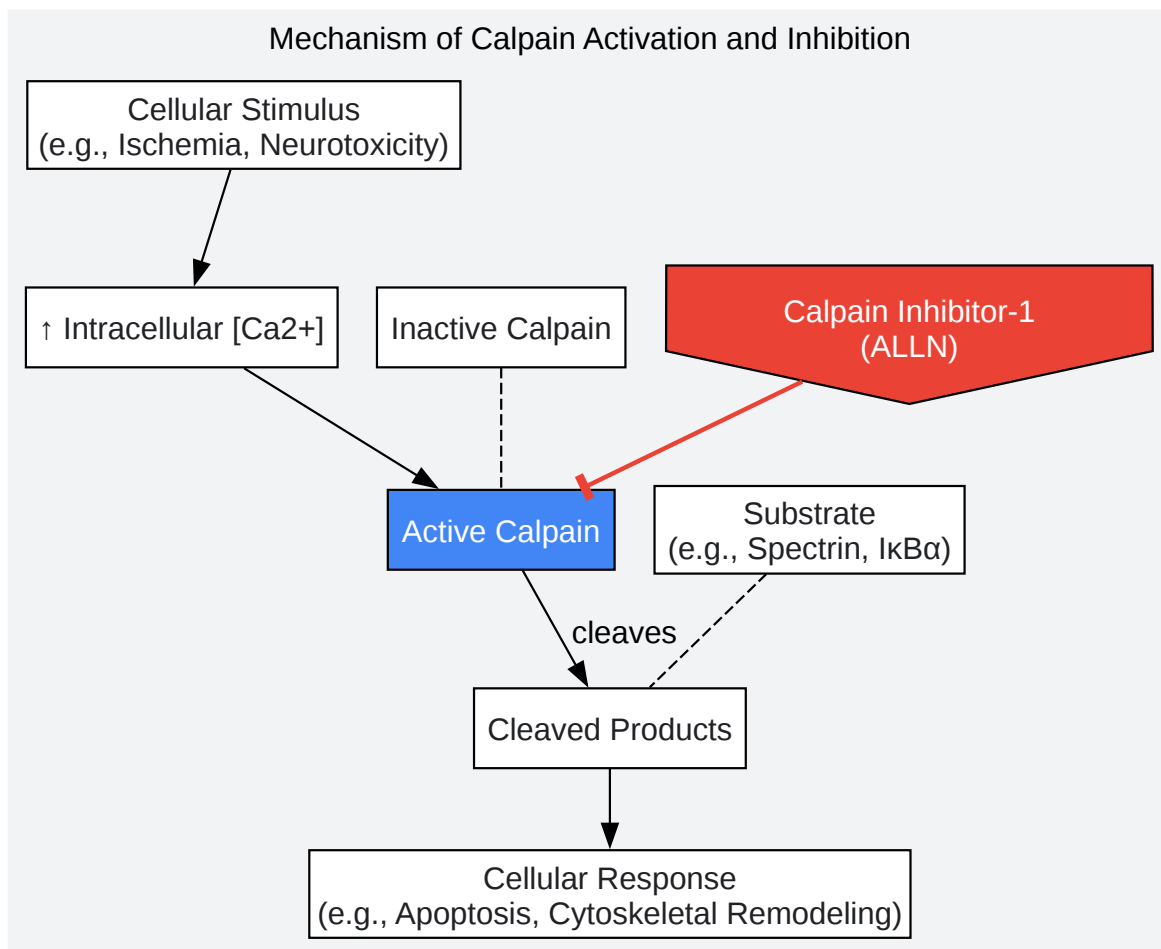 Mechanism of Calpain Activation and Inhibition
Cellular Stimulus
(e.g., Ischemia, Neurotoxicity)
↑ Intracellular [Ca2+]
Inactive Calpain
Calpain Inhibitor-1
(ALLN)
Active Calpain
Substrate
(e.g., Spectrin, IκBα)
cleaves
Cleaved Products
Cellular Response
(e.g., Apoptosis, Cytoskeletal Remodeling)